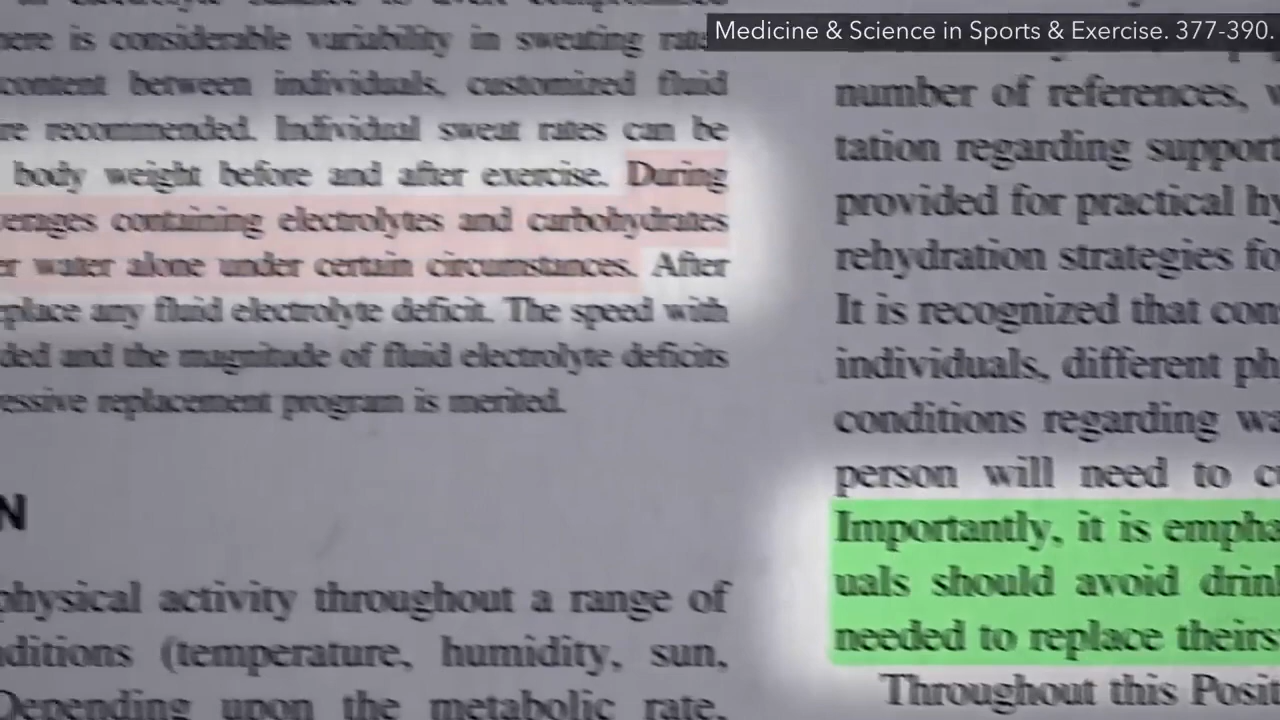 Medicine & Science in Sports & Exercise. 377-390.
ere is considerable variability in sweating rat
content between individuals, customized fluid
re recommended. Individual sweat rates can be
body weight before and after exercise. During
erages containing electrolytes and carbohydrates
er water alone under certain circumstances. After
place any fluid electrolyte deficit. The speed with
ded and the magnitude of fluid electrolyte deficits
essive replacement program is merited.
N
physical activity throughout a range of
ditions (temperature, humidity, sun,
Depending upon the metabolic rate,
number of references, w
tation regarding support
provided for practical hy
rehydration strategies fo
It is recognized that con
individuals, different ph
conditions regarding wa
person will need to cu
Importantly, it is empha
uals should avoid drink
needed to replace theirs
Throughout this Posit